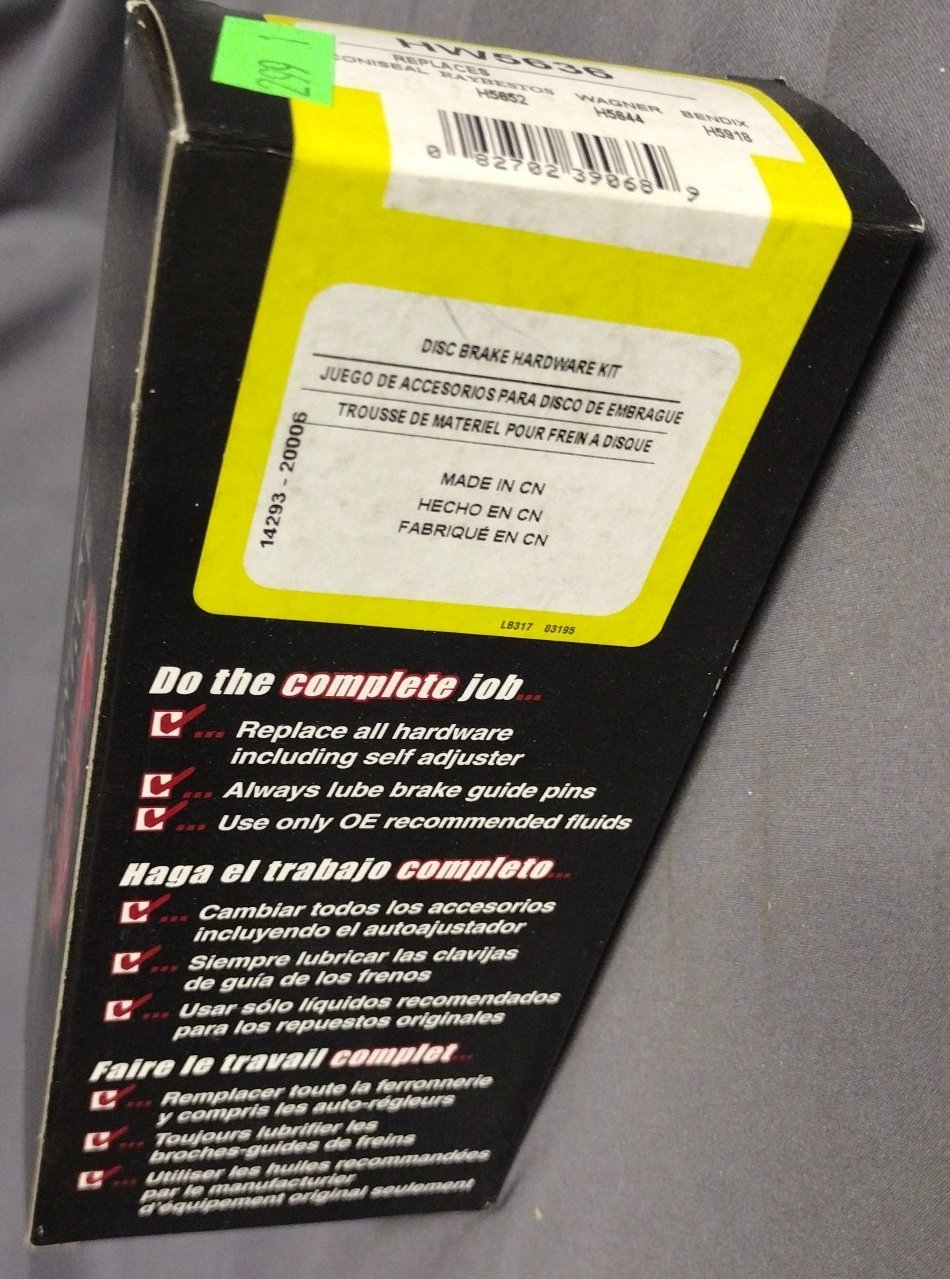 299 1
HW5636
REPLACES
CONISEAL RAYBESTOS WAGNER BENDIX
H5652 H5644 H5918
0 82702 39068 9
DISC BRAKE HARDWARE KIT
JUEGO DE ACCESORIOS PARA DISCO DE EMBRAGUE
TROUSSE DE MATERIEL POUR FREIN A DISQUE
14293 - 20006
MADE IN CN
HECHO EN CN
FABRIQUÉ EN CN
LB317 03195
Do the complete job...
... Replace all hardware
including self adjuster
... Always lube brake guide pins
... Use only OE recommended fluids
Haga el trabajo completo...
... Cambiar todos los accesorios
incluyendo el autoajustador
... Siempre lubricar las clavijas
de guía de los frenos
... Usar sólo líquidos recomendados
para los repuestos originales
Faire le travail complet...
... Remplacer toute la ferronnerie
y compris les auto-régleurs
... Toujours lubrifier les
broches-guides de freins
... Utiliser les huiles recommandées
par le manufacturier
d'équipement original seulement